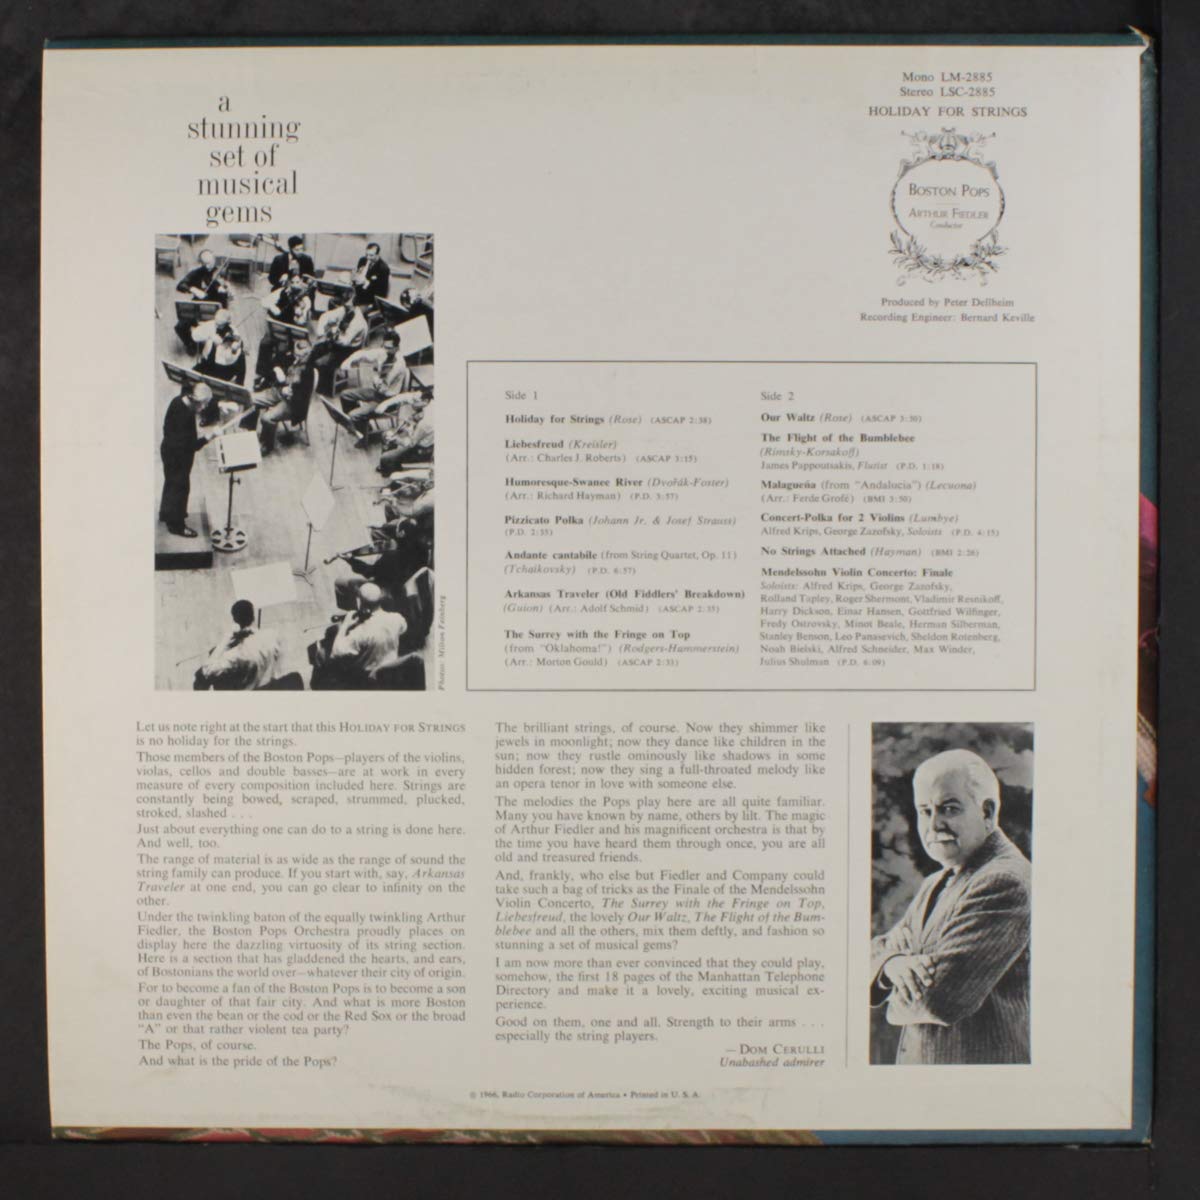 a
stunning
set of
musical
gems
Mono LM-2885
Stereo LSC-2885
HOLIDAY FOR STRINGS
BOSTON POPS
ARTHUR FIEDLER
Conductor
Produced by Peter Dellheim
Recording Engineer: Bernard Keville
Photos: Milton Feinberg
Side 1
Holiday for Strings (Rose) (ASCAP 2:38)
Liebesfreud (Kreisler)
(Arr.: Charles J. Roberts) (ASCAP 3:15)
Humoresque-Swanee River (Dvořák-Foster)
(Arr.: Richard Hayman) (P.D. 3:57)
Pizzicato Polka (Johann Jr. & Josef Strauss)
(P.D. 2:35)
Andante cantabile (from String Quartet, Op. 11)
(Tchaikovsky) (P.D. 6:57)
Arkansas Traveler (Old Fiddlers' Breakdown)
(Guion) (Arr.: Adolf Schmid) (ASCAP 2:35)
The Surrey with the Fringe on Top
(from "Oklahoma!") (Rodgers-Hammerstein)
(Arr.: Morton Gould) (ASCAP 2:33)
Side 2
Our Waltz (Rose) (ASCAP 3:50)
The Flight of the Bumblebee
(Rimsky-Korsakoff)
James Pappoutsakis, Flutist (P.D. 1:18)
Malagueña (from "Andalucia") (Lecuona)
(Arr.: Ferde Grofé) (BMI 3:50)
Concert-Polka for 2 Violins (Lumbye)
Alfred Krips, George Zazofsky, Soloists (P.D. 4:15)
No Strings Attached (Hayman) (BMI 2:26)
Mendelssohn Violin Concerto: Finale
Soloists: Alfred Krips, George Zazofsky,
Rolland Tapley, Roger Shermont, Vladimir Resnikoff,
Harry Dickson, Einar Hansen, Gottfried Wilfinger,
Fredy Ostrovsky, Minot Beale, Herman Silberman,
Stanley Benson, Leo Panasevich, Sheldon Rotenberg,
Noah Bielski, Alfred Schneider, Max Winder,
Julius Shulman (P.D. 6:09)
Let us note right at the start that this HOLIDAY FOR STRINGS
is no holiday for the strings.
Those members of the Boston Pops—players of the violins,
violas, cellos and double basses—are at work in every
measure of every composition included here. Strings are
constantly being bowed, scraped, strummed, plucked,
stroked, slashed . . .
Just about everything one can do to a string is done here.
And well, too.
The range of material is as wide as the range of sound the
string family can produce. If you start with, say, Arkansas
Traveler at one end, you can go clear to infinity on the
other.
Under the twinkling baton of the equally twinkling Arthur
Fiedler, the Boston Pops Orchestra proudly places on
display here the dazzling virtuosity of its string section.
Here is a section that has gladdened the hearts, and ears,
of Bostonians the world over—whatever their city of origin.
For to become a fan of the Boston Pops is to become a son
or daughter of that fair city. And what is more Boston
than even the bean or the cod or the Red Sox or the broad
"A" or that rather violent tea party?
The Pops, of course.
And what is the pride of the Pops?
The brilliant strings, of course. Now they shimmer like
jewels in moonlight; now they dance like children in the
sun; now they rustle ominously like shadows in some
hidden forest; now they sing a full-throated melody like
an opera tenor in love with someone else.
The melodies the Pops play here are all quite familiar.
Many you have known by name, others by lilt. The magic
of Arthur Fiedler and his magnificent orchestra is that by
the time you have heard them through once, you are all
old and treasured friends.
And, frankly, who else but Fiedler and Company could
take such a bag of tricks as the Finale of the Mendelssohn
Violin Concerto, The Surrey with the Fringe on Top,
Liebesfreud, the lovely Our Waltz, The Flight of the Bum-
blebee and all the others, mix them deftly, and fashion so
stunning a set of musical gems?
I am now more than ever convinced that they could play,
somehow, the first 18 pages of the Manhattan Telephone
Directory and make it a lovely, exciting musical ex-
perience.
Good on them, one and all. Strength to their arms . . .
especially the string players.
—DOM CERULLI
Unabashed admirer
© 1966, Radio Corporation of America • Printed in U. S. A.